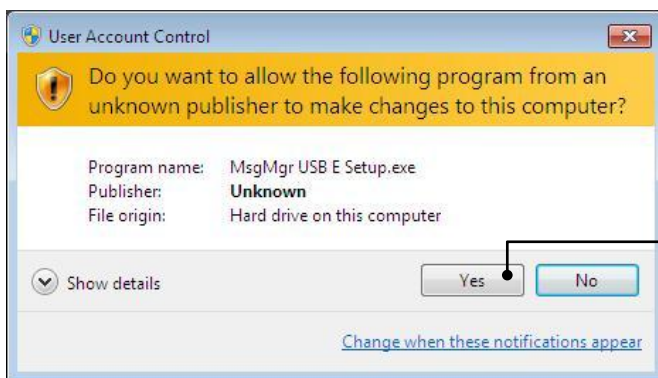 User Account Control
Do you want to allow the following program from an
unknown publisher to make changes to this computer?
Program name: MsgMgr USB E Setup.exe
Publisher: Unknown
File origin: Hard drive on this computer
Show details
Yes
No
Change when these notifications appear